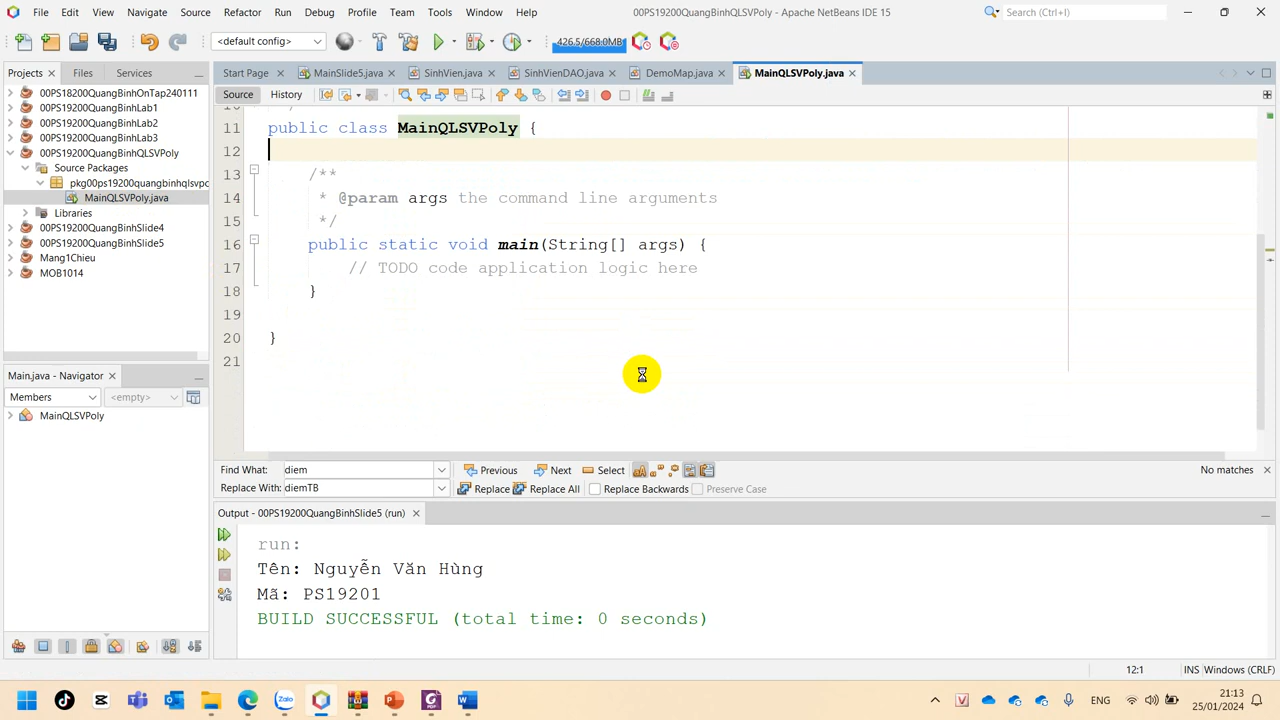 File Edit View Navigate Source Refactor Run Debug Profile Team Tools Window Help 00PS19200QuangBinhQLSVPoly - Apache NetBeans IDE 15 Search (Ctrl+I)
<default config> 426.5/668.0MB
Projects Files Services Start Page MainSlide5.java SinhVien.java SinhVienDAO.java DemoMap.java MainQLSVPoly.java
Source History
00PS18200QuangBinhOnTap240111
00PS19200QuangBinhLab1
00PS19200QuangBinhLab2
00PS19200QuangBinhLab3
00PS19200QuangBinhQLSVPoly
Source Packages
pkg00ps19200quangbinhqlsvpo
MainQLSVPoly.java
Libraries
00PS19200QuangBinhSlide4
00PS19200QuangBinhSlide5
Mang1Chieu
MOB1014
10 */
11 public class MainQLSVPoly {
12
13 /**
14 * @param args the command line arguments
15 */
16 public static void main(String[] args) {
17 // TODO code application logic here
18 }
19
20 }
21
Main.java - Navigator
Members <empty>
MainQLSVPoly
Find What: diem Previous Next Select No matches
Replace With: diemTB Replace Replace All Replace Backwards Preserve Case
Output - 00PS19200QuangBinhSlide5 (run)
run:
Tên: Nguyễn Văn Hùng
Mã: PS19201
BUILD SUCCESSFUL (total time: 0 seconds)
12:1 INS Windows (CRLF)
Zalo ENG 21:13
25/01/2024